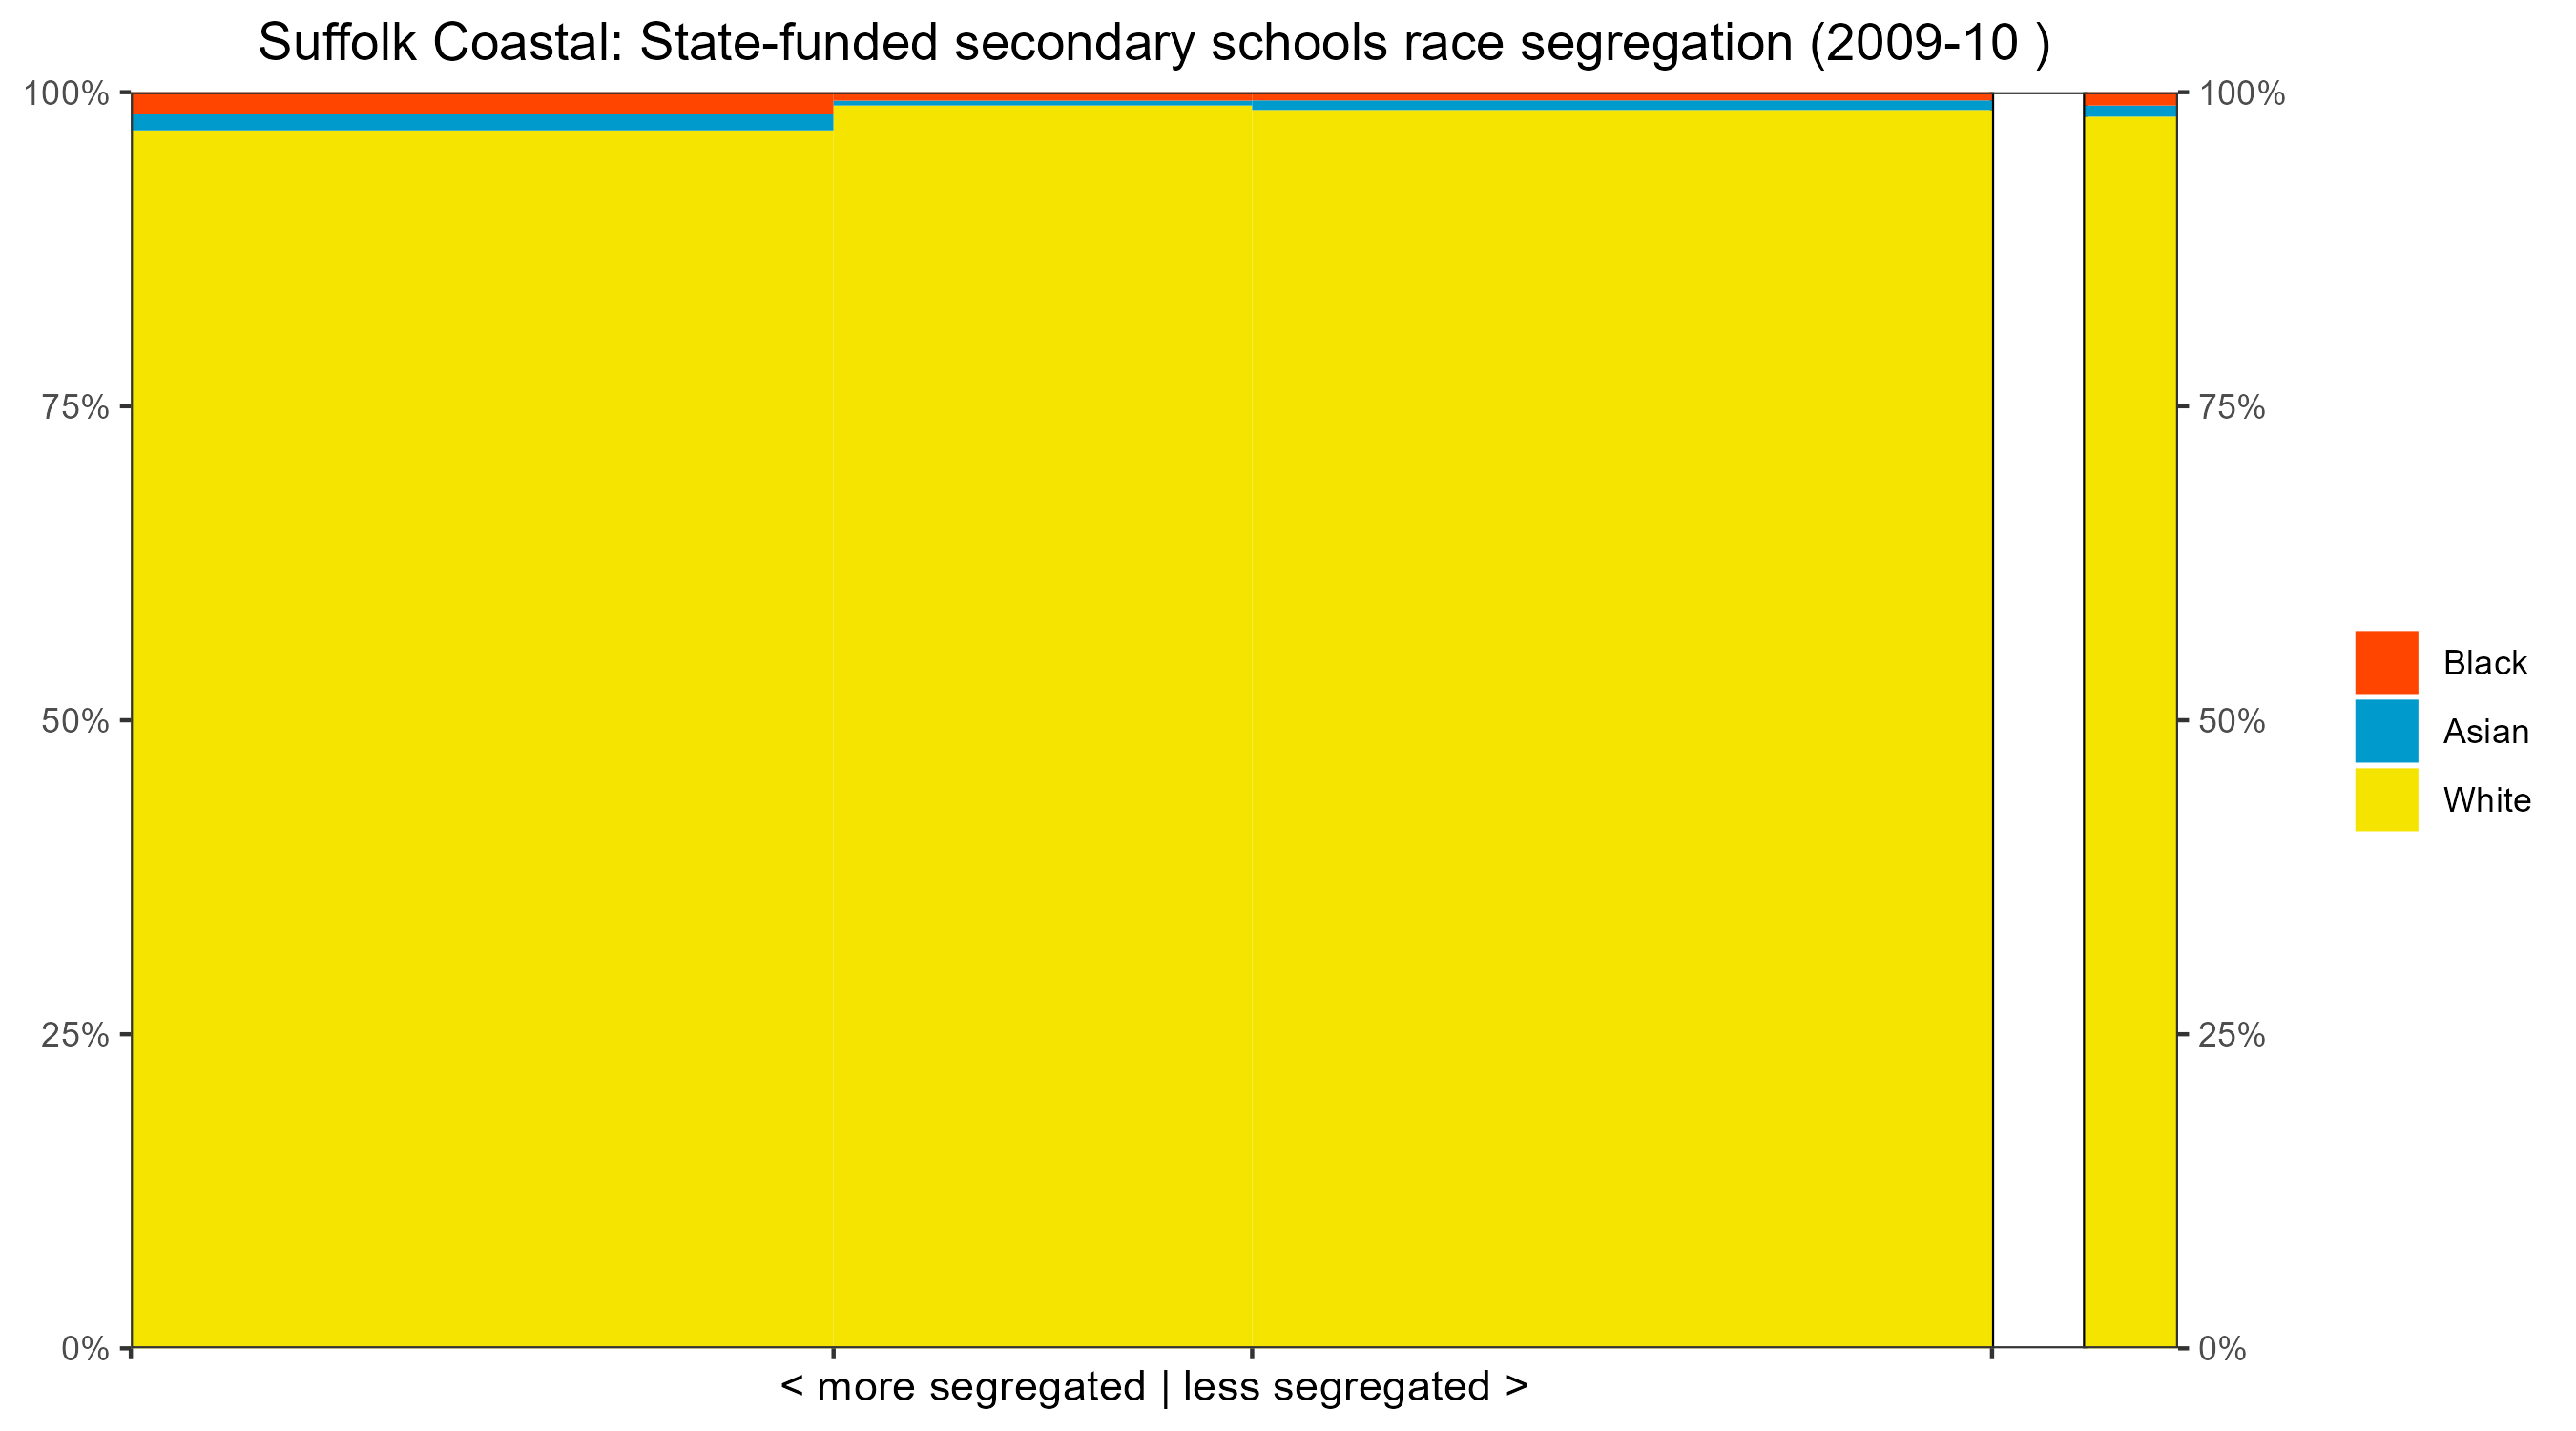 Suffolk Coastal: State-funded secondary schools race segregation (2009-10 )
100%
75%
50%
25%
0%
100%
75%
50%
25%
0%
Black
Asian
White
< more segregated | less segregated >